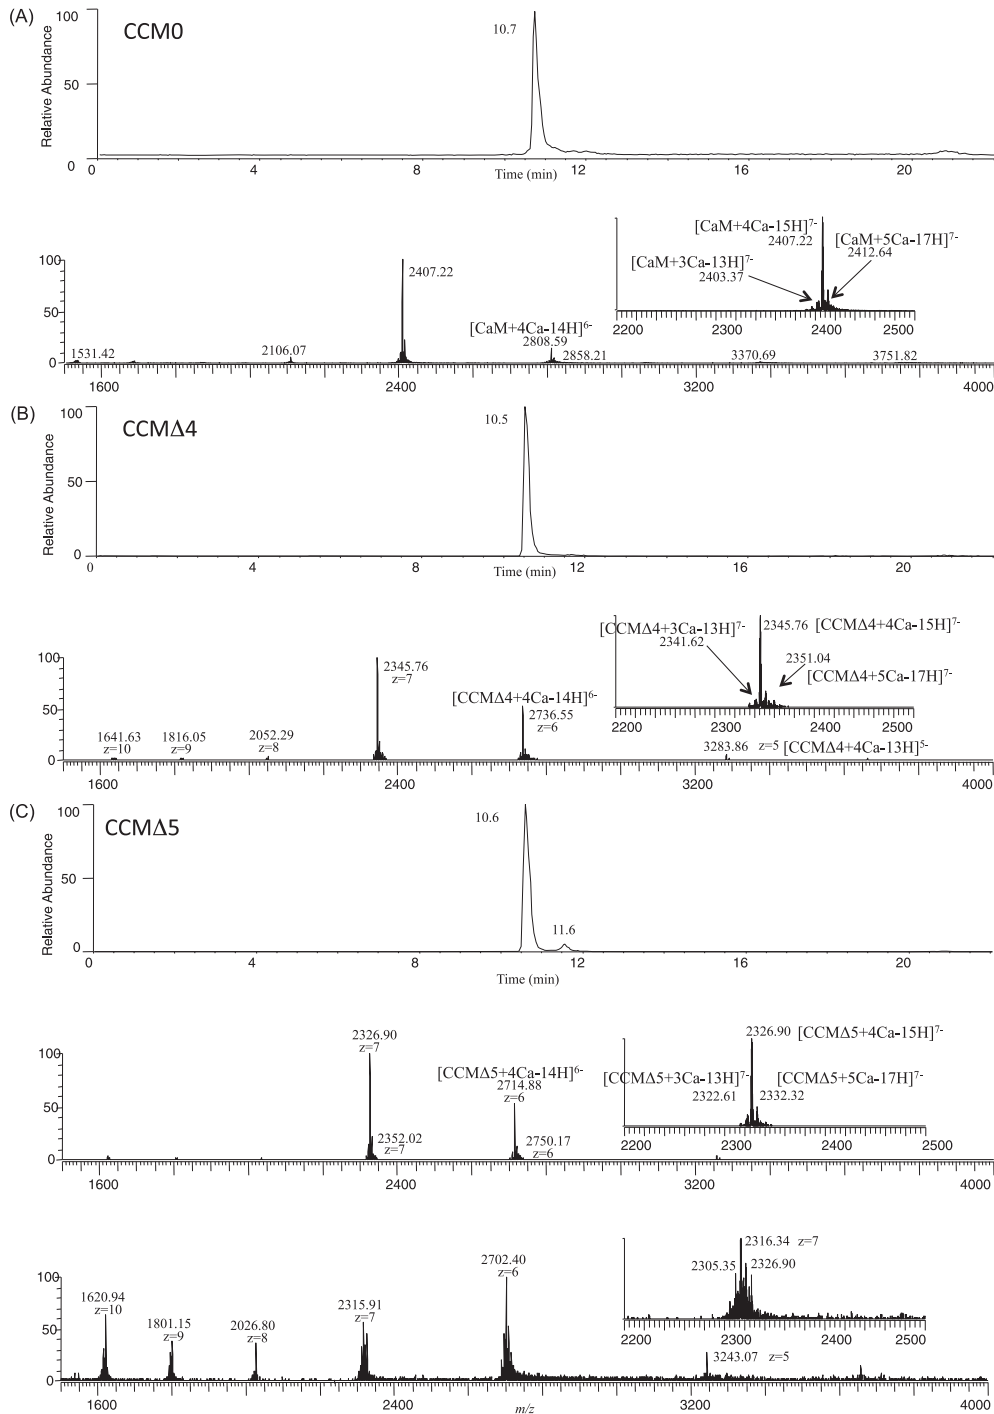 (A)
CCM0
Relative Abundance
100
50
0
10.7
0 4 8 12 16 20
Time (min)
100
50
0
1531.42
2106.07
2407.22
[CaM+4Ca-14H]6-
2808.59
2858.21
3370.69
3751.82
1600 2400 3200 4000
[CaM+4Ca-15H]7-
2407.22
[CaM+5Ca-17H]7-
2412.64
[CaM+3Ca-13H]7-
2403.37
2200 2300 2400 2500
(B)
CCMΔ4
Relative Abundance
100
50
0
10.5
0 4 8 12 16 20
Time (min)
100
50
0
1641.63
z=10
1816.05
z=9
2052.29
z=8
2345.76
z=7
[CCMΔ4+4Ca-14H]6-
2736.55
z=6
3283.86 z=5 [CCMΔ4+4Ca-13H]5-
1600 2400 3200 4000
[CCMΔ4+3Ca-13H]7-
2341.62
2345.76 [CCMΔ4+4Ca-15H]7-
2351.04
[CCMΔ4+5Ca-17H]7-
2200 2300 2400 2500
(C)
CCMΔ5
Relative Abundance
100
50
0
10.6
11.6
0 4 8 12 16 20
Time (min)
100
50
0
2326.90
z=7
2352.02
z=7
[CCMΔ5+4Ca-14H]6-
2714.88
z=6
2750.17
z=6
1600 2400 3200 4000
2326.90 [CCMΔ5+4Ca-15H]7-
[CCMΔ5+3Ca-13H]7-
2322.61
[CCMΔ5+5Ca-17H]7-
2332.32
2200 2300 2400 2500
100
50
0
1620.94
z=10
1801.15
z=9
2026.80
z=8
2315.91
z=7
2702.40
z=6
3243.07 z=5
1600 2400 3200 4000
m/z
2316.34 z=7
2305.35
2326.90
2200 2300 2400 2500